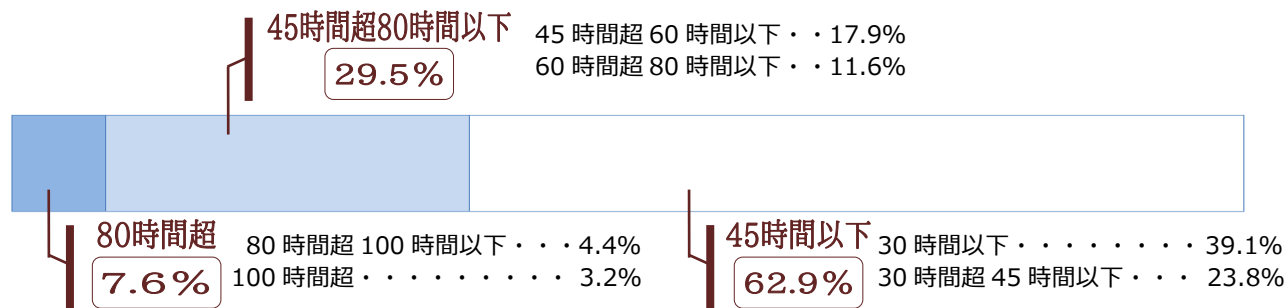 45時間超80時間以下
29.5%
45 時間超 60 時間以下・・17.9%
60 時間超 80 時間以下・・11.6%
80時間超
7.6%
80 時間超 100 時間以下・・・4.4%
100 時間超・・・・・・・・・ 3.2%
45時間以下
62.9%
30 時間以下・・・・・・・・ 39.1%
30 時間超 45 時間以下・・・ 23.8%